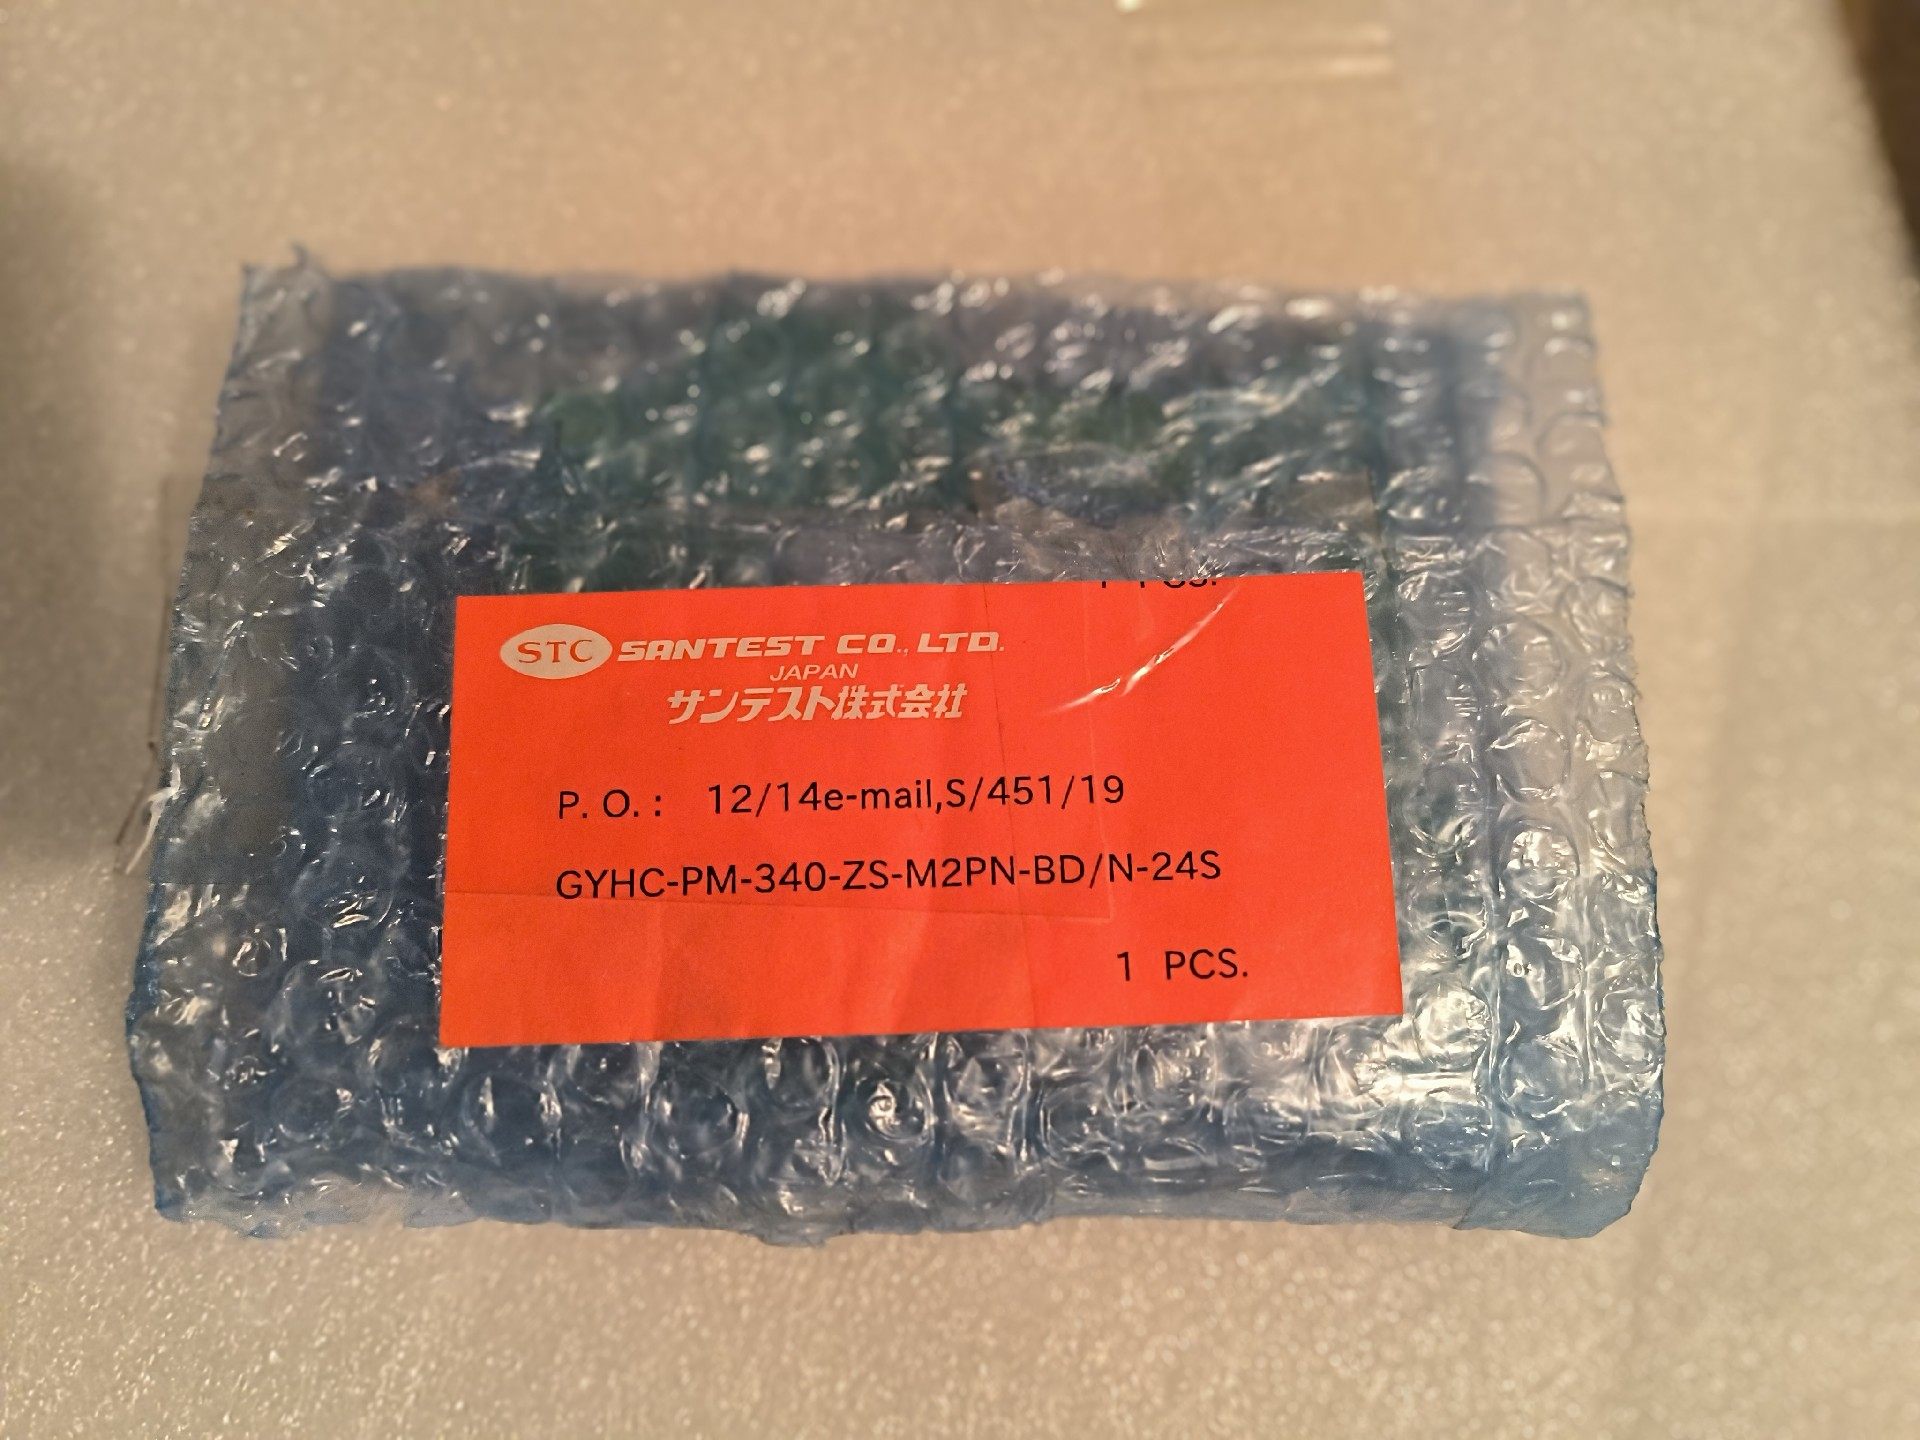 STC SANTEST CO., LTD.
JAPAN
サンテスト株式会社
P. O. : 12/14e-mail,S/451/19
GYHC-PM-340-ZS-M2PN-BD/N-24S
1 PCS.